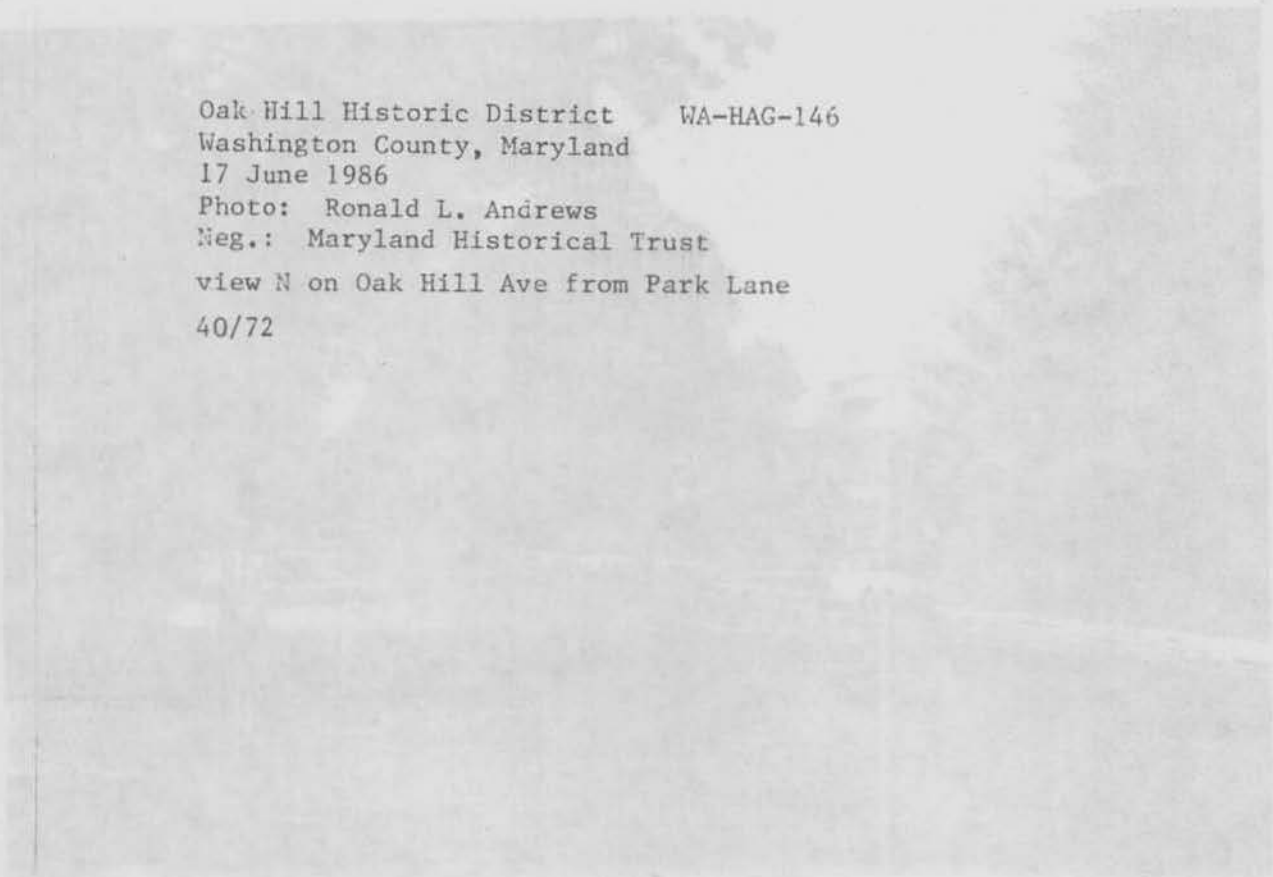 Oak Hill Historic District WA-HAG-146
Washington County, Maryland
17 June 1986
Photo: Ronald L. Andrews
Neg.: Maryland Historical Trust
view N on Oak Hill Ave from Park Lane
40/72